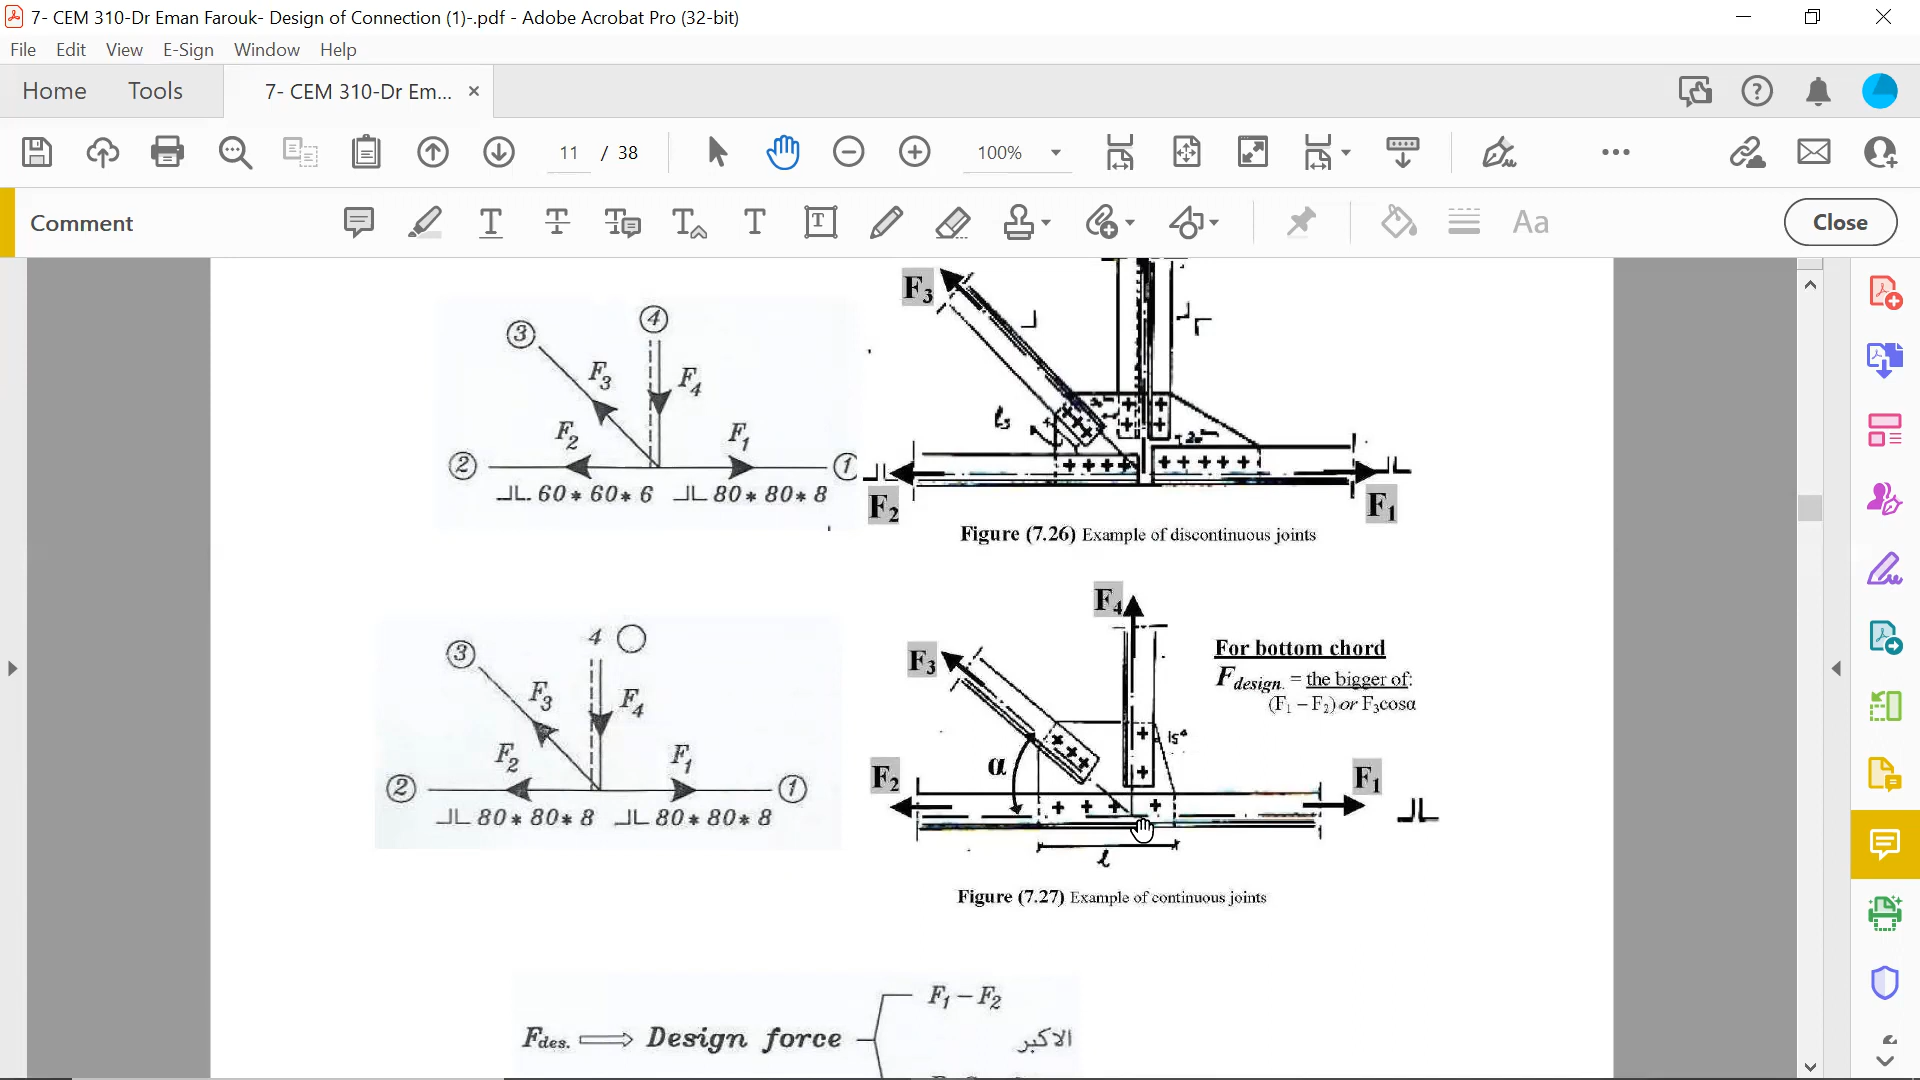 7- CEM 310-Dr Eman Farouk- Design of Connection (1)-.pdf - Adobe Acrobat Pro (32-bit)
File Edit View E-Sign Window Help
Home Tools 7- CEM 310-Dr Em... ×
11 / 38 100%
Comment Close
F3
3 4
F3 F4
F2 F1
2 1
⅃L. 60*60*6 ⅃L 80*80*8
F2 F1
Figure (7.26) Example of discontinuous joints
F4
3 4
F3
F3 F4
For bottom chord
Fdesign. = the bigger of:
(F1 – F2) or F3cosα
α
F2 F1
2 1
F2 F1
⅃L 80*80*8 ⅃L 80*80*8
ℓ
Figure (7.27) Example of continuous joints
F1 – F2
Fdes. ⟹ Design force
الاكبر